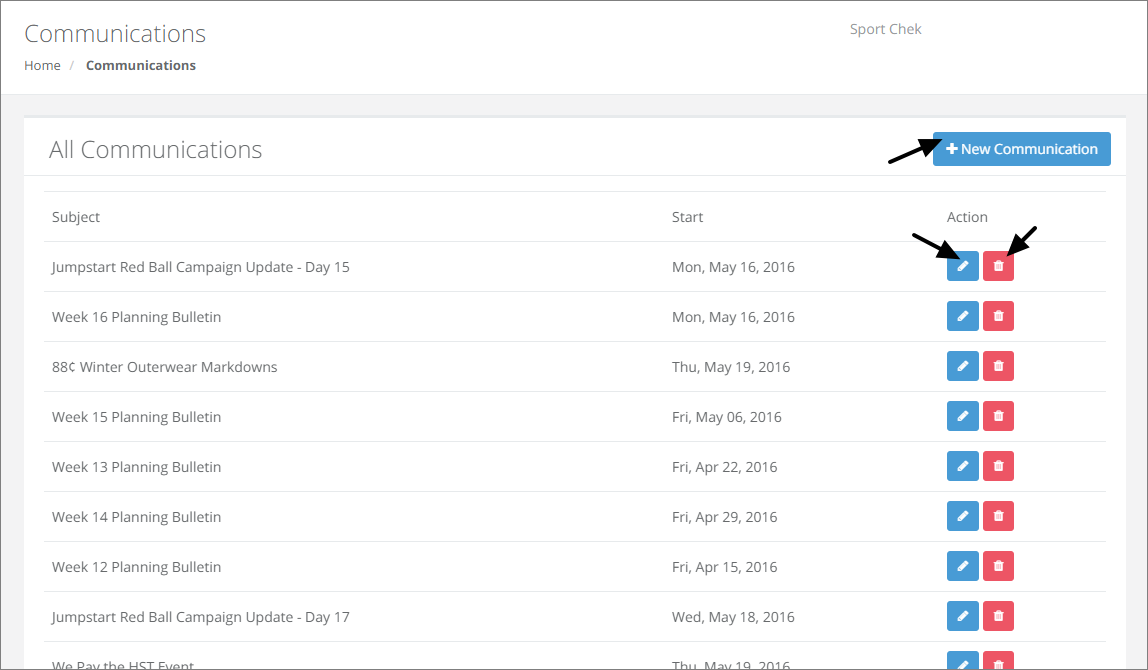 Communications
Sport Chek
Home / Communications
All Communications
New Communication
Subject Start Action
Jumpstart Red Ball Campaign Update - Day 15 Mon, May 16, 2016
Week 16 Planning Bulletin Mon, May 16, 2016
88¢ Winter Outerwear Markdowns Thu, May 19, 2016
Week 15 Planning Bulletin Fri, May 06, 2016
Week 13 Planning Bulletin Fri, Apr 22, 2016
Week 14 Planning Bulletin Fri, Apr 29, 2016
Week 12 Planning Bulletin Fri, Apr 15, 2016
Jumpstart Red Ball Campaign Update - Day 17 Wed, May 18, 2016
We Pay the HST Event Thu, May 19, 2016